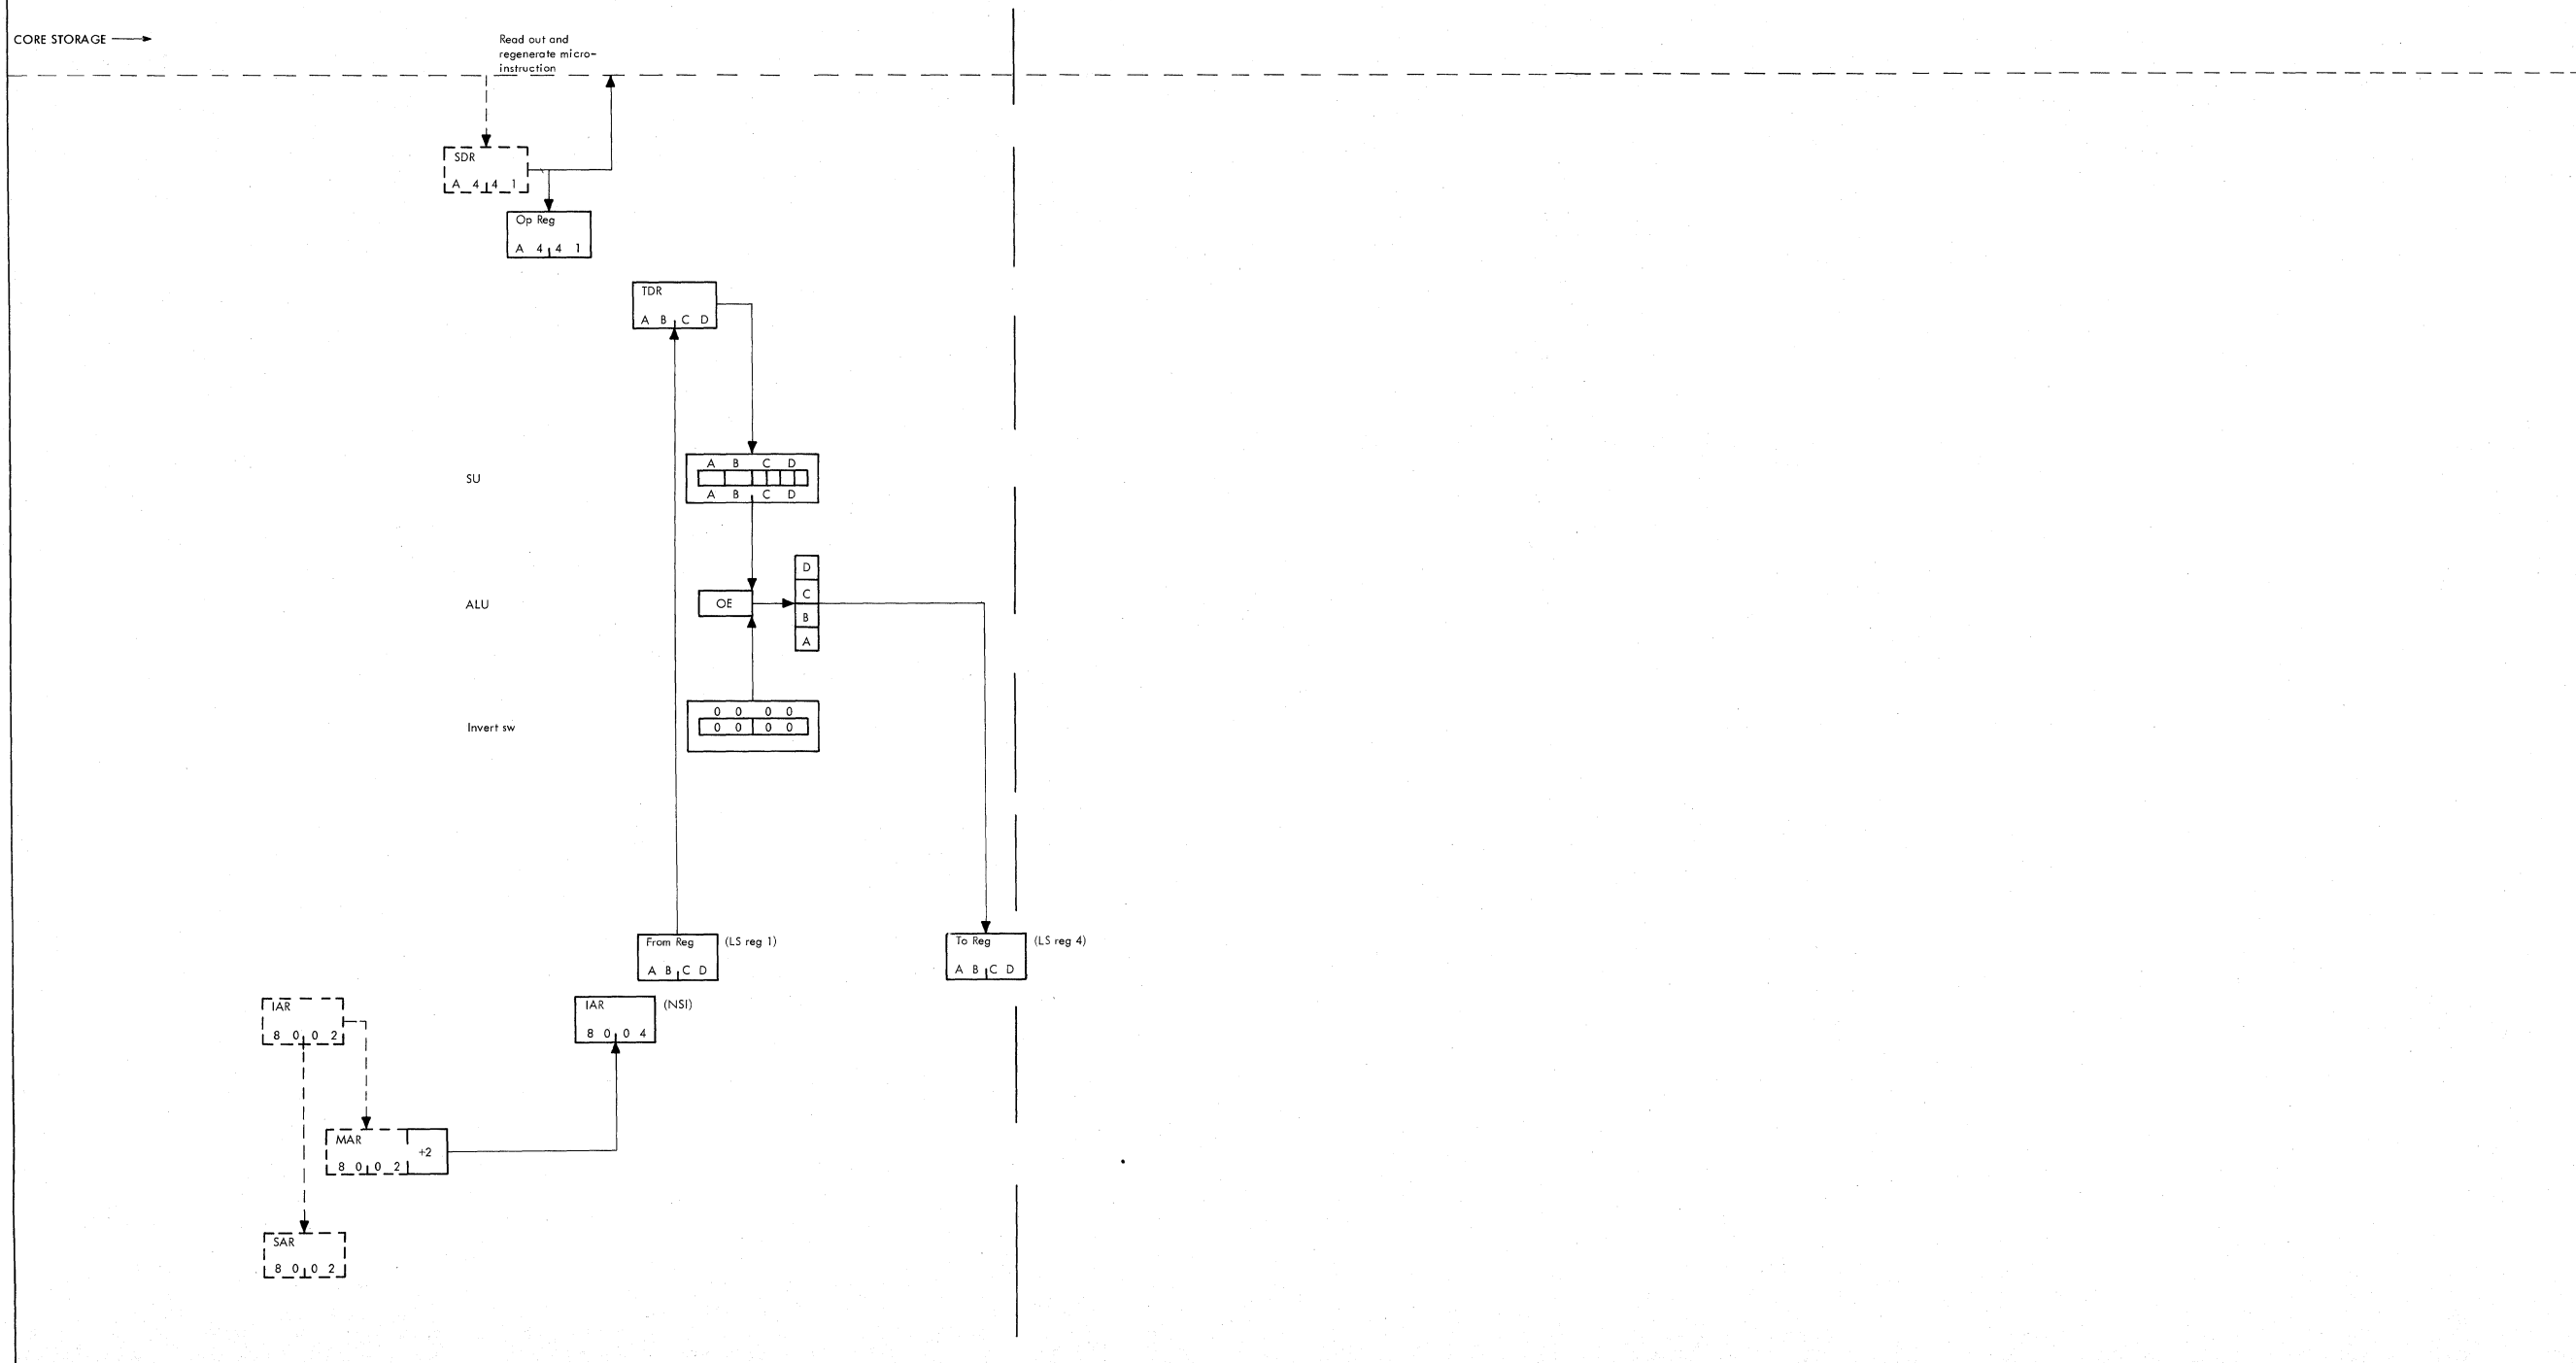 CORE STORAGE
Read out and
regenerate micro-
instruction
SDR
A 4 4 1
Op Reg
A 4 4 1
TDR
A B C D
SU
A B C D
A B C D
ALU
OE
D
C
B
A
Invert sw
0 0 0 0
0 0 0 0
From Reg (LS reg 1)
A B C D
To Reg (LS reg 4)
A B C D
IAR
8 0 0 2
IAR (NSI)
8 0 0 4
MAR
8 0 0 2
+2
SAR
8 0 0 2